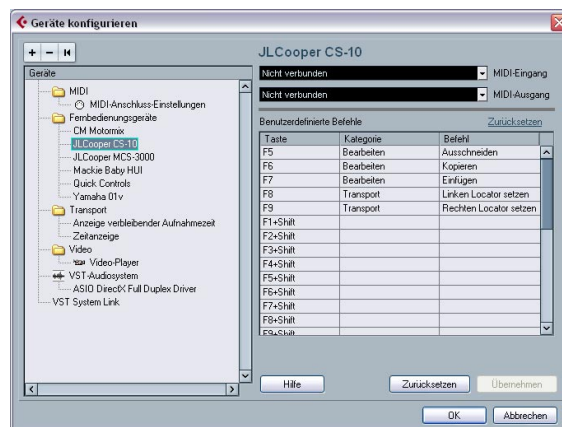 Geräte konfigurieren
+ - I◄
JLCooper CS-10
Geräte
MIDI
MIDI-Anschluss-Einstellungen
Fernbedienungsgeräte
CM Motormix
JLCooper CS-10
JLCooper MCS-3000
Mackie Baby HUI
Quick Controls
Yamaha 01v
Transport
Anzeige verbleibender Aufnahmezeit
Zeitanzeige
Video
Video-Player
VST-Audiosystem
ASIO DirectX Full Duplex Driver
VST System Link
Nicht verbunden MIDI-Eingang
Nicht verbunden MIDI-Ausgang
Benutzerdefinierte Befehle Zurücksetzen
Taste Kategorie Befehl
F5 Bearbeiten Ausschneiden
F6 Bearbeiten Kopieren
F7 Bearbeiten Einfügen
F8 Transport Linken Locator setzen
F9 Transport Rechten Locator setzen
F1+Shift
F2+Shift
F3+Shift
F4+Shift
F5+Shift
F6+Shift
F7+Shift
F8+Shift
F9+Shift
Hilfe Zurücksetzen Übernehmen
OK Abbrechen